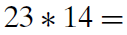 23 * 14 =